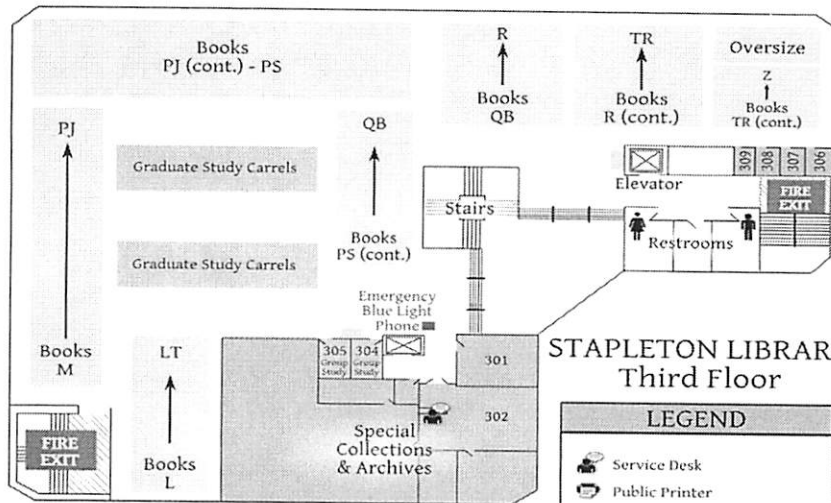 Books
PJ (cont.) - PS
R
Books
QB
TR
Books
R (cont.)
Oversize
Z
Books
TR (cont.)
PJ
Books
M
Graduate Study Carrels
Graduate Study Carrels
QB
Books
PS (cont.)
Stairs
Elevator
309
308
307
306
FIRE
EXIT
Restrooms
Emergency
Blue Light
Phone
305
Group
Study
304
Group
Study
301
302
LT
Books
L
FIRE
EXIT
Special
Collections
& Archives
STAPLETON LIBRAR
Third Floor
LEGEND
Service Desk
Public Printer